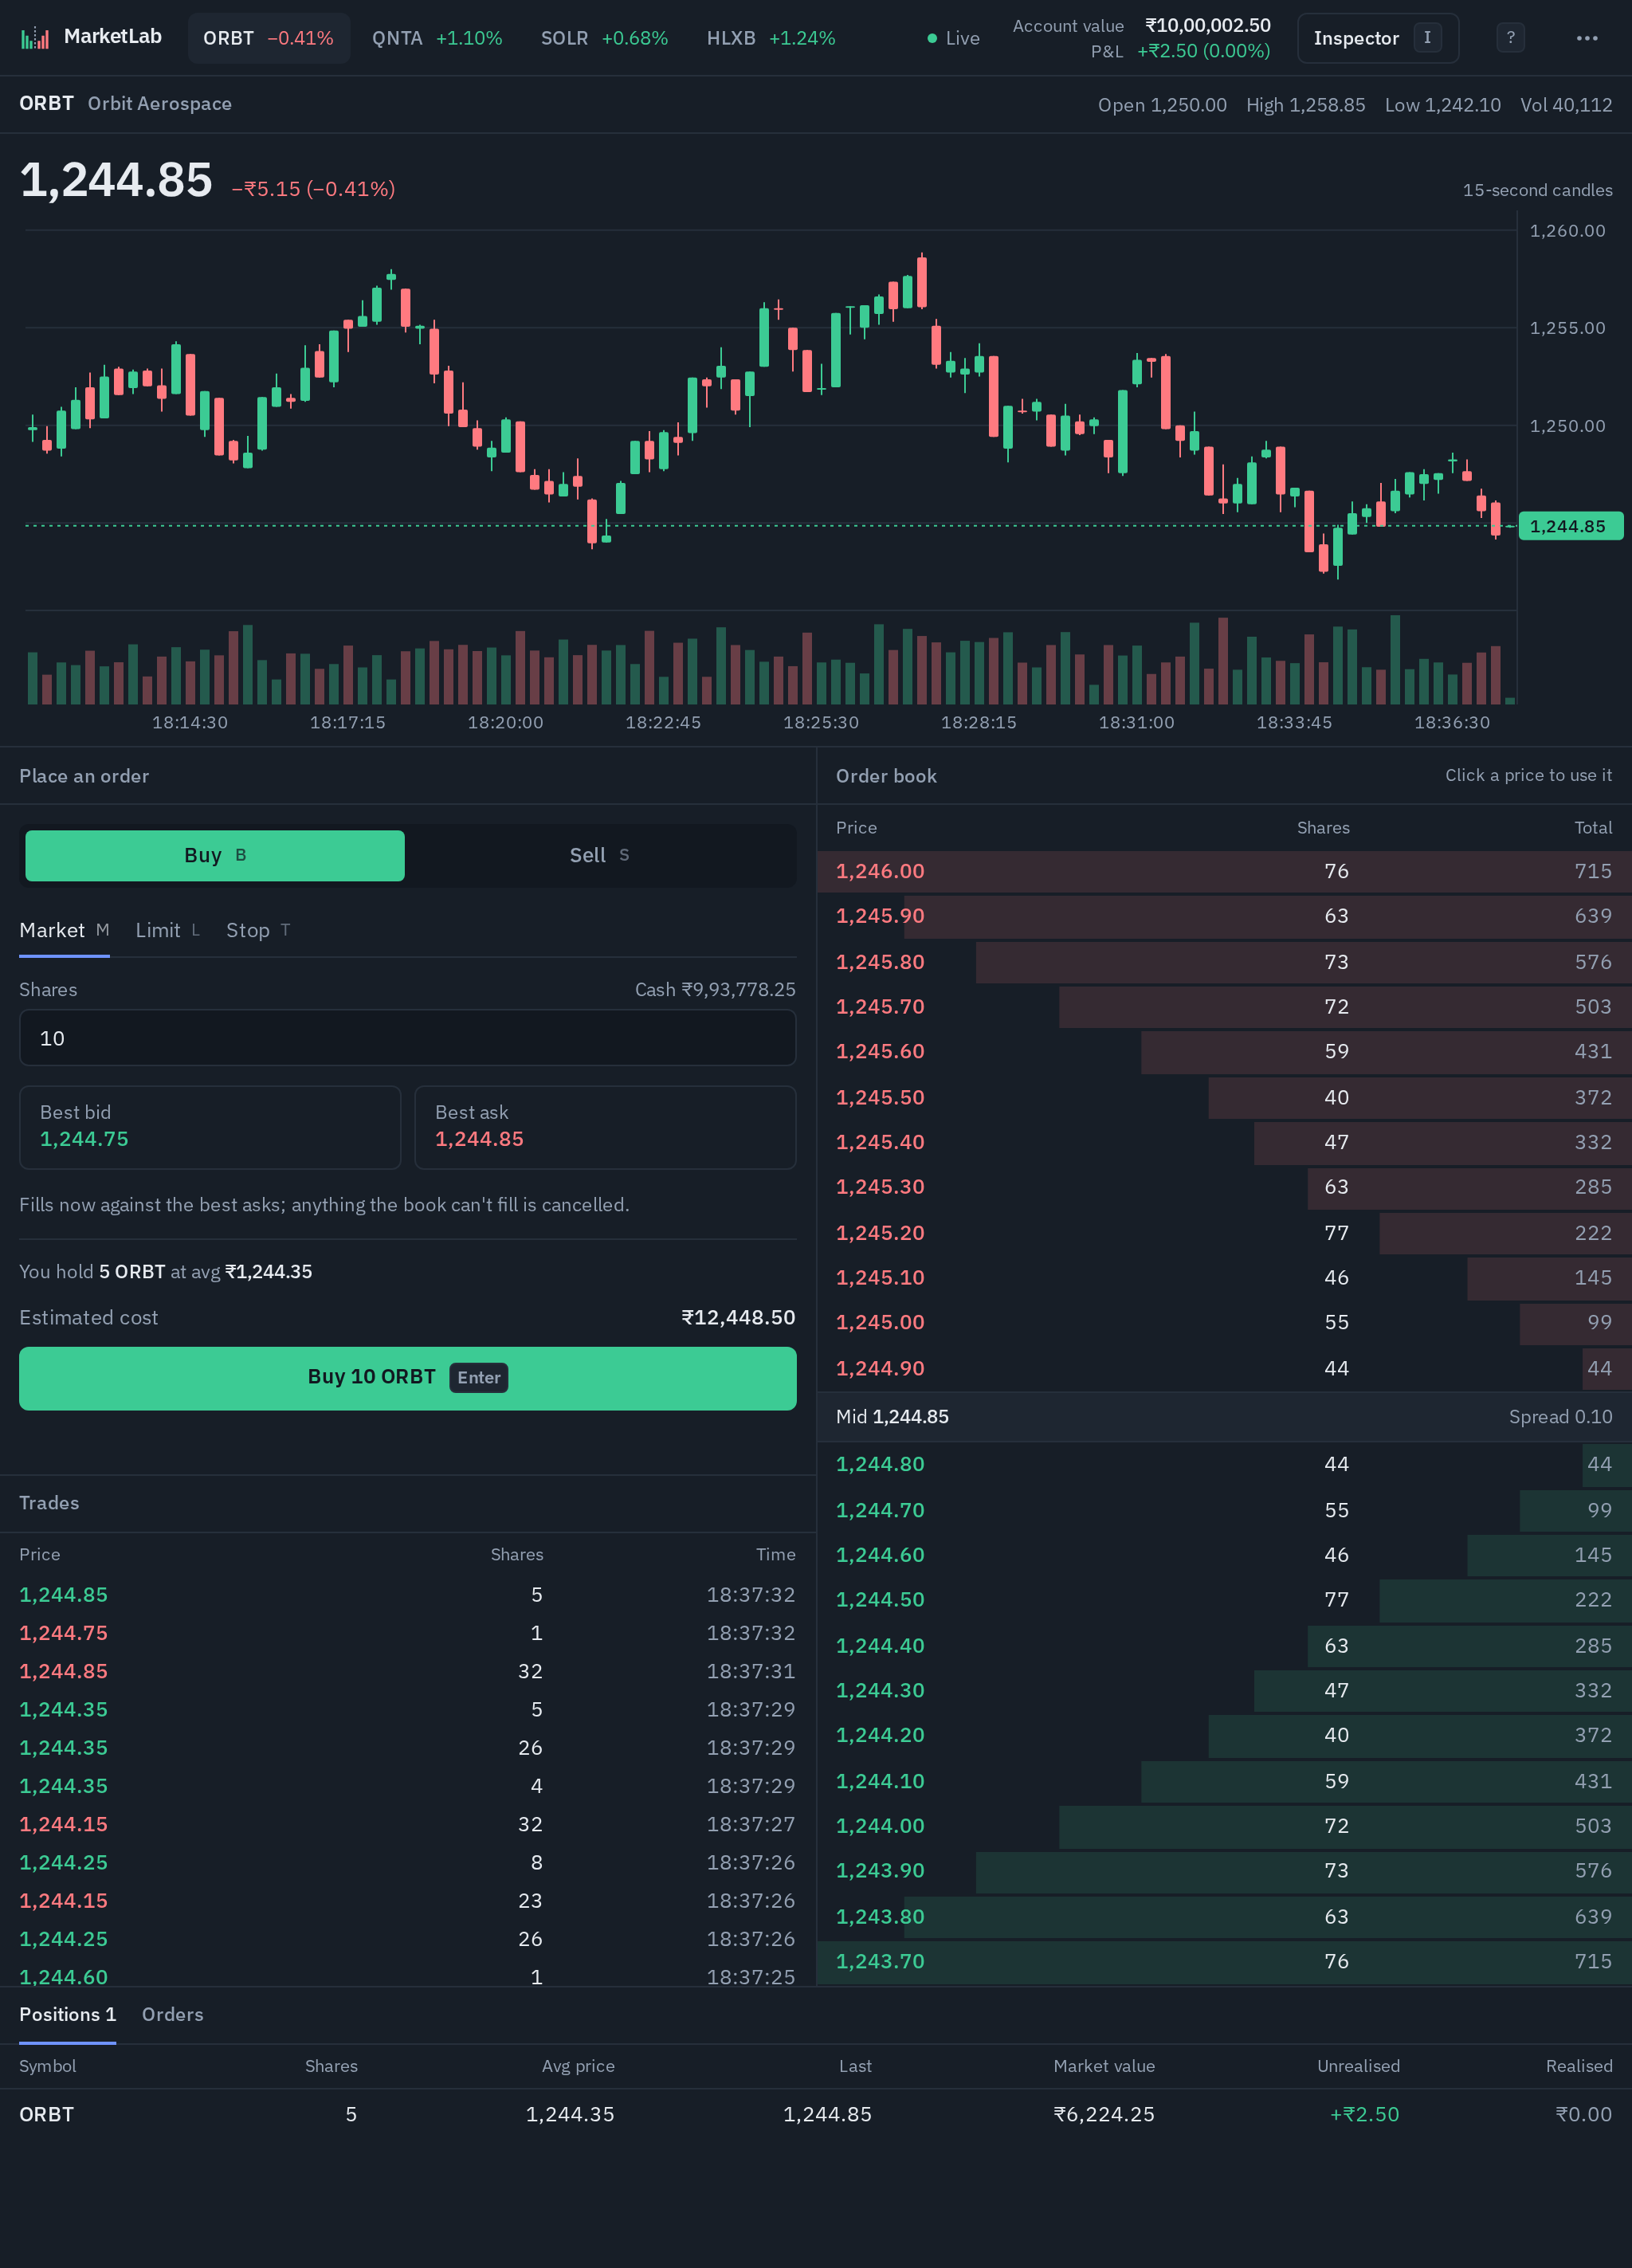 MarketLab ORBT −0.41% QNTA +1.10% SOLR +0.68% HLXB +1.24% Live Account value ₹10,00,002.50 P&L +₹2.50 (0.00%) Inspector I ? •••
ORBT Orbit Aerospace Open 1,250.00 High 1,258.85 Low 1,242.10 Vol 40,112
1,244.85 −₹5.15 (−0.41%) 15-second candles
1,260.00
1,255.00
1,250.00
1,244.85
18:14:30 18:17:15 18:20:00 18:22:45 18:25:30 18:28:15 18:31:00 18:33:45 18:36:30
Place an order
Buy B Sell S
Market M Limit L Stop T
Shares Cash ₹9,93,778.25
10
Best bid Best ask
1,244.75 1,244.85
Fills now against the best asks; anything the book can't fill is cancelled.
You hold 5 ORBT at avg ₹1,244.35
Estimated cost ₹12,448.50
Buy 10 ORBT Enter
Trades
Price Shares Time
1,244.85 5 18:37:32
1,244.75 1 18:37:32
1,244.85 32 18:37:31
1,244.35 5 18:37:29
1,244.35 26 18:37:29
1,244.35 4 18:37:29
1,244.15 32 18:37:27
1,244.25 8 18:37:26
1,244.15 23 18:37:26
1,244.25 26 18:37:26
1,244.60 1 18:37:25
Order book Click a price to use it
Price Shares Total
1,246.00 76 715
1,245.90 63 639
1,245.80 73 576
1,245.70 72 503
1,245.60 59 431
1,245.50 40 372
1,245.40 47 332
1,245.30 63 285
1,245.20 77 222
1,245.10 46 145
1,245.00 55 99
1,244.90 44 44
Mid 1,244.85 Spread 0.10
1,244.80 44 44
1,244.70 55 99
1,244.60 46 145
1,244.50 77 222
1,244.40 63 285
1,244.30 47 332
1,244.20 40 372
1,244.10 59 431
1,244.00 72 503
1,243.90 73 576
1,243.80 63 639
1,243.70 76 715
Positions 1 Orders
Symbol Shares Avg price Last Market value Unrealised Realised
ORBT 5 1,244.35 1,244.85 ₹6,224.25 +₹2.50 ₹0.00